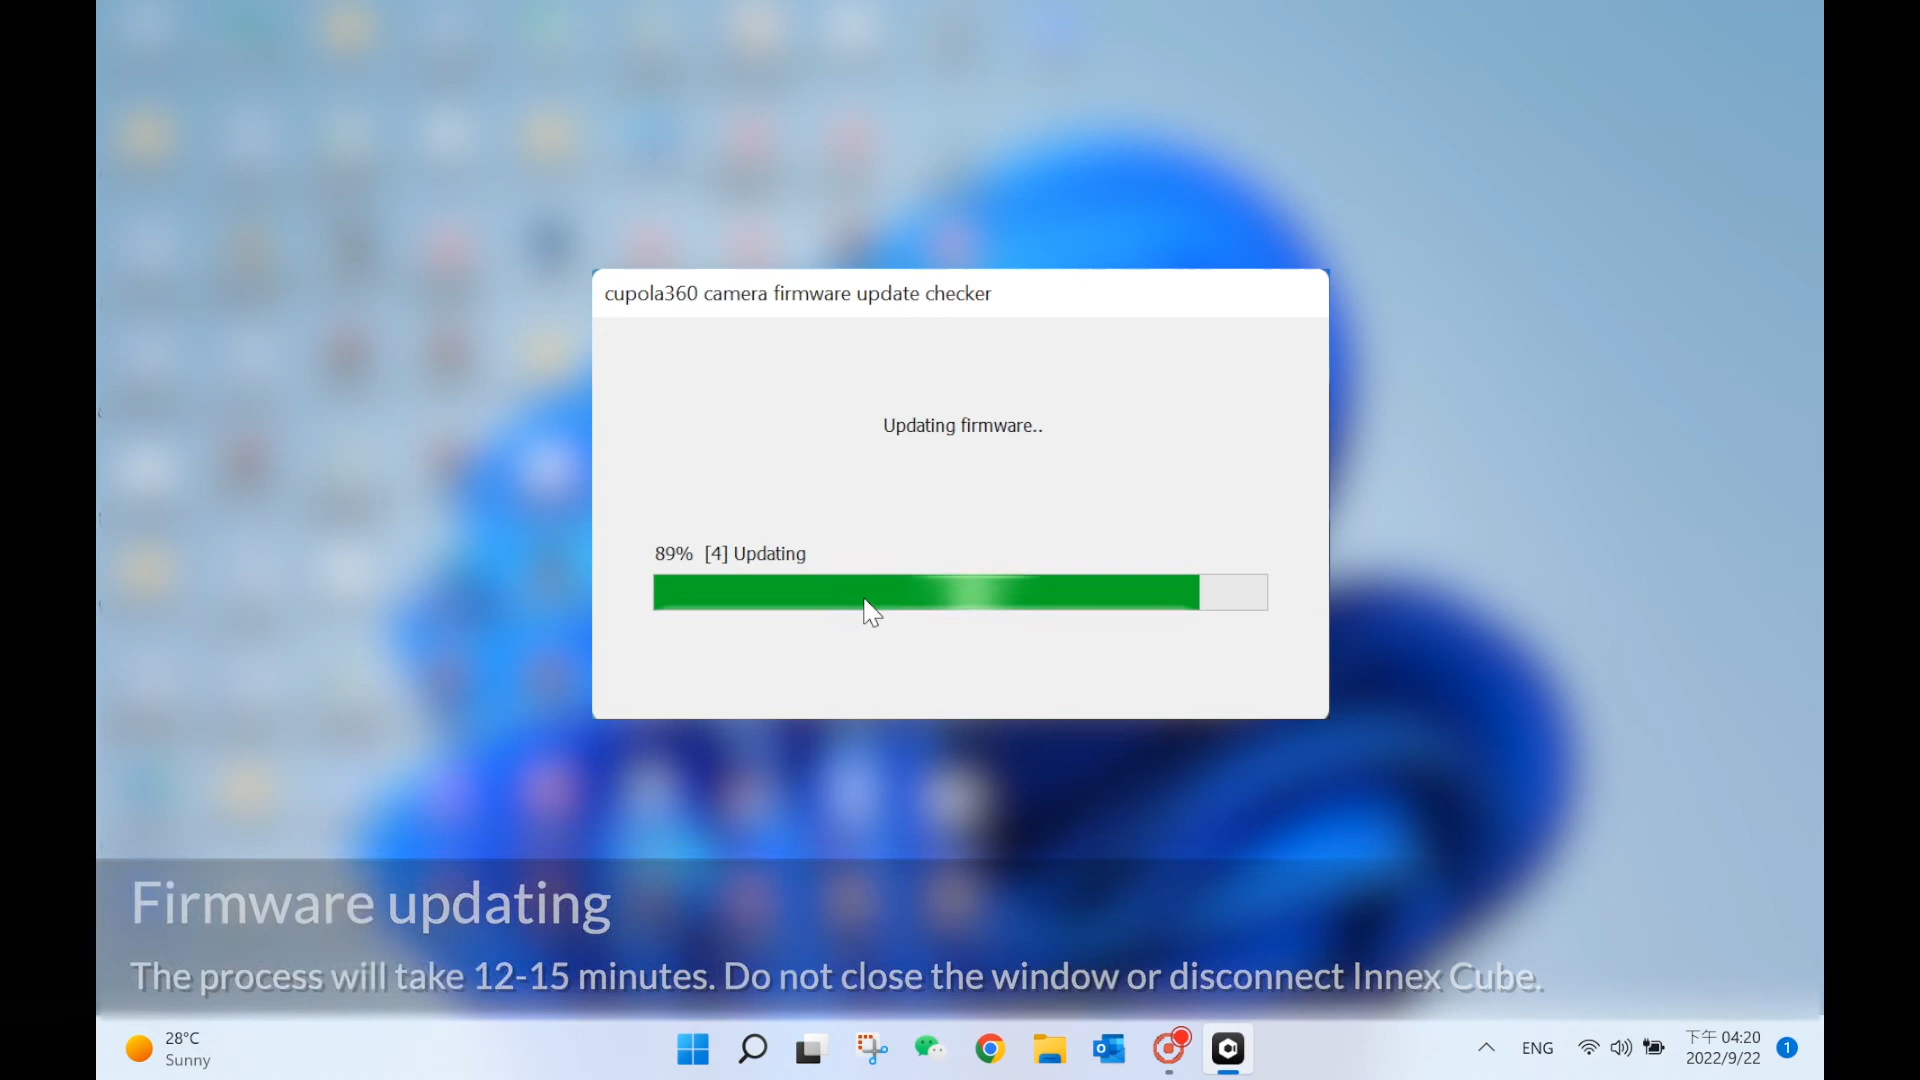 cupola360 camera firmware update checker
Updating firmware..
89% [4] Updating
Firmware updating
The process will take 12-15 minutes. Do not close the window or disconnect Innex Cube.
28°C
Sunny
ENG
下午 04:20
2022/9/22
1